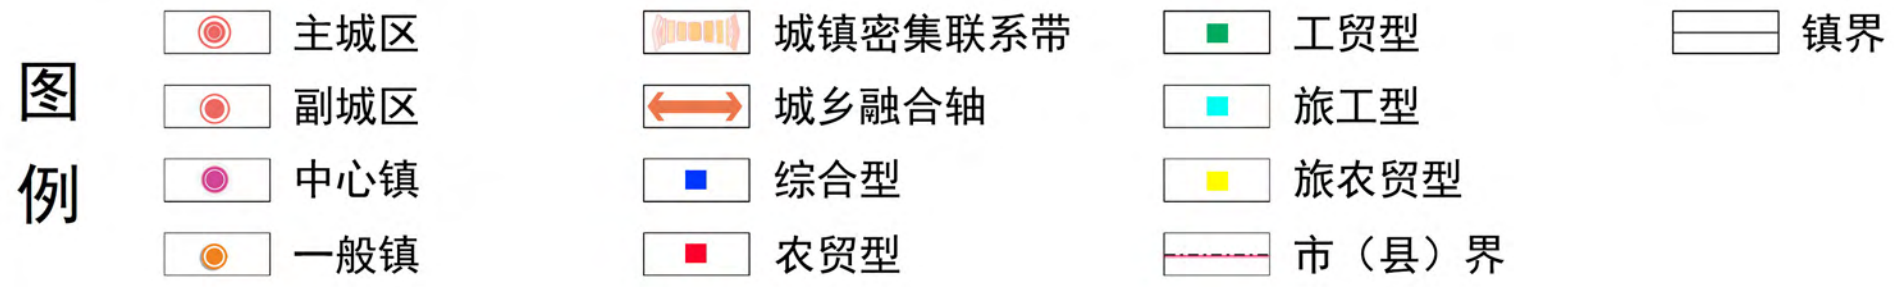 图例
主城区
副城区
中心镇
一般镇
城镇密集联系带
城乡融合轴
综合型
农贸型
工贸型
旅工型
旅农贸型
市（县）界
镇界